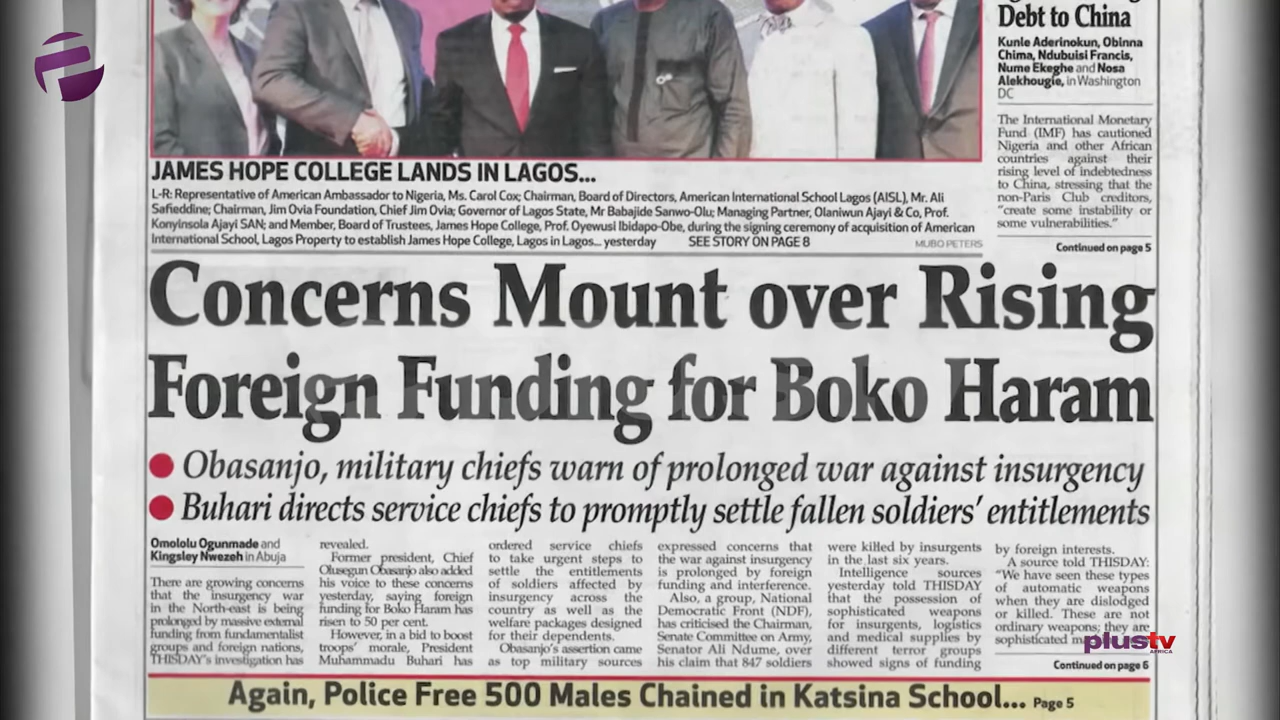 JAMES HOPE COLLEGE LANDS IN LAGOS...
L-R: Representative of American Ambassador to Nigeria, Ms. Carol Cox; Chairman, Board of Directors, American International School Lagos (AISL), Mr. Ali
Safieddine; Chairman, Jim Ovia Foundation, Chief Jim Ovia; Governor of Lagos State, Mr Babajide Sanwo-Olu; Managing Partner, Olaniwun Ajayi & Co, Prof.
Konyinsola Ajayi SAN; and Member, Board of Trustees, James Hope College, Prof. Oyewusi Ibidapo-Obe, during the signing ceremony of acquisition of American
International School, Lagos Property to establish James Hope College, Lagos in Lagos... yesterday SEE STORY ON PAGE 8 MUBO PETERS
Debt to China
Kunle Aderinokun, Obinna
Chima, Ndubuisi Francis,
Nume Ekeghe and Nosa
Alekhougie, in Washington
DC
The International Monetary
Fund (IMF) has cautioned
Nigeria and other African
countries against their
rising level of indebtedness
to China, stressing that the
non-Paris Club creditors,
"create some instability or
some vulnerabilities."
Continued on page 5
Concerns Mount over Rising
Foreign Funding for Boko Haram
Obasanjo, military chiefs warn of prolonged war against insurgency
Buhari directs service chiefs to promptly settle fallen soldiers' entitlements
Omololu Ogunmade and
Kingsley Nwezeh in Abuja
There are growing concerns
that the insurgency war
in the North-east is being
prolonged by massive external
funding from fundamentalist
groups and foreign nations,
THISDAY's investigation has
revealed.
Former president, Chief
Olusegun Obasanjo also added
his voice to these concerns
yesterday, saying foreign
funding for Boko Haram has
risen to 50 per cent.
However, in a bid to boost
troops' morale, President
Muhammadu Buhari has
ordered service chiefs
to take urgent steps to
settle the entitlements
of soldiers affected by
insurgency across the
country as well as the
welfare packages designed
for their dependents.
Obasanjo's assertion came
as top military sources
expressed concerns that
the war against insurgency
is prolonged by foreign
funding and interference.
Also, a group, National
Democratic Front (NDF),
has criticised the Chairman,
Senate Committee on Army,
Senator Ali Ndume, over
his claim that 847 soldiers
were killed by insurgents
in the last six years.
Intelligence sources
yesterday told THISDAY
that the possession of
sophisticated weapons
for insurgents, logistics
and medical supplies by
different terror groups
showed signs of funding
by foreign interests.
A source told THISDAY:
"We have seen these types
of automatic weapons
when they are dislodged
or killed. These are not
ordinary weapons; they are
sophisticated
Continued on page 6
Again, Police Free 500 Males Chained in Katsina School... Page 5
plustv
AFRICA